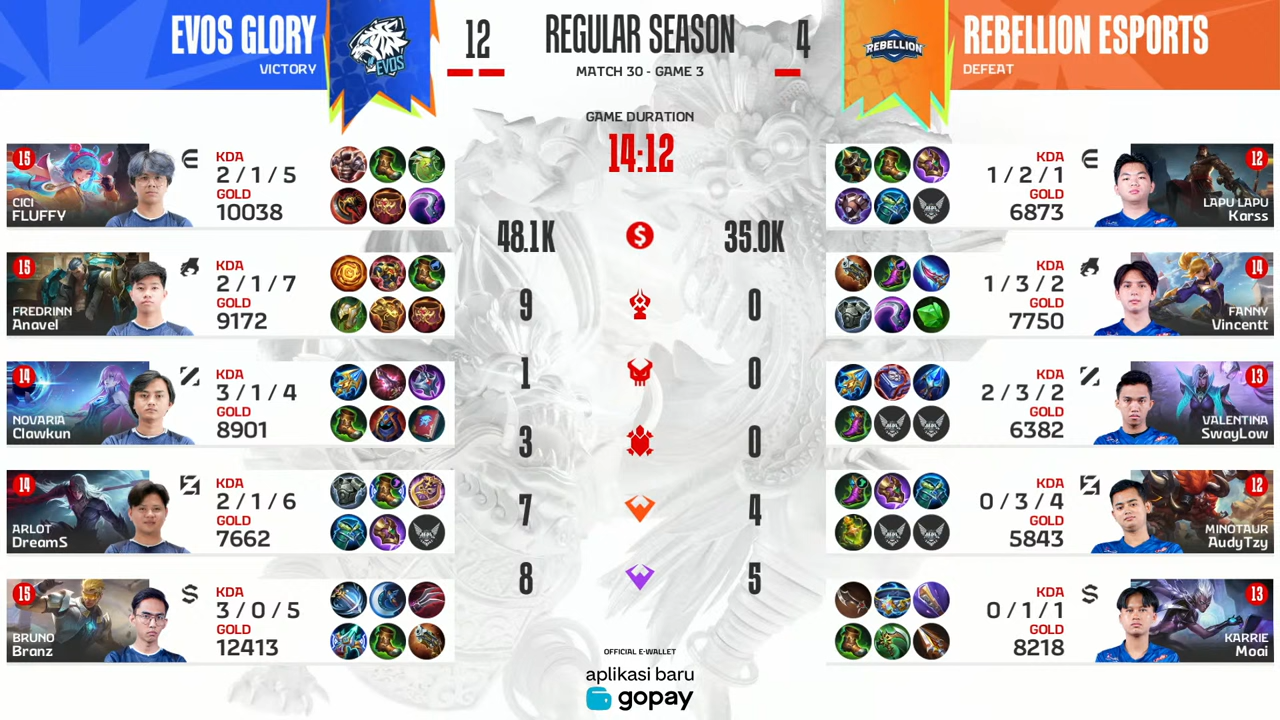 EVOS GLORY
VICTORY
EVOS
12
REGULAR SEASON
MATCH 30 - GAME 3
4
REBELLION
REBELLION ESPORTS
DEFEAT
GAME DURATION
14:12
48.1K 35.0K
9 0
1 0
3 0
7 4
8 5
15
CICI
FLUFFY
KDA
2 / 1 / 5
GOLD
10038
15
FREDRINN
Anavel
KDA
2 / 1 / 7
GOLD
9172
14
NOVARIA
Clawkun
KDA
3 / 1 / 4
GOLD
8901
14
ARLOT
DreamS
KDA
2 / 1 / 6
GOLD
7662
15
BRUNO
Branz
KDA
3 / 0 / 5
GOLD
12413
KDA
1 / 2 / 1
GOLD
6873
12
LAPU LAPU
Karss
KDA
1 / 3 / 2
GOLD
7750
14
FANNY
Vincentt
KDA
2 / 3 / 2
GOLD
6382
13
VALENTINA
SwayLow
KDA
0 / 3 / 4
GOLD
5843
12
MINOTAUR
AudyTzy
KDA
0 / 1 / 1
GOLD
8218
13
KARRIE
Moai
OFFICIAL E-WALLET
aplikasi baru
gopay